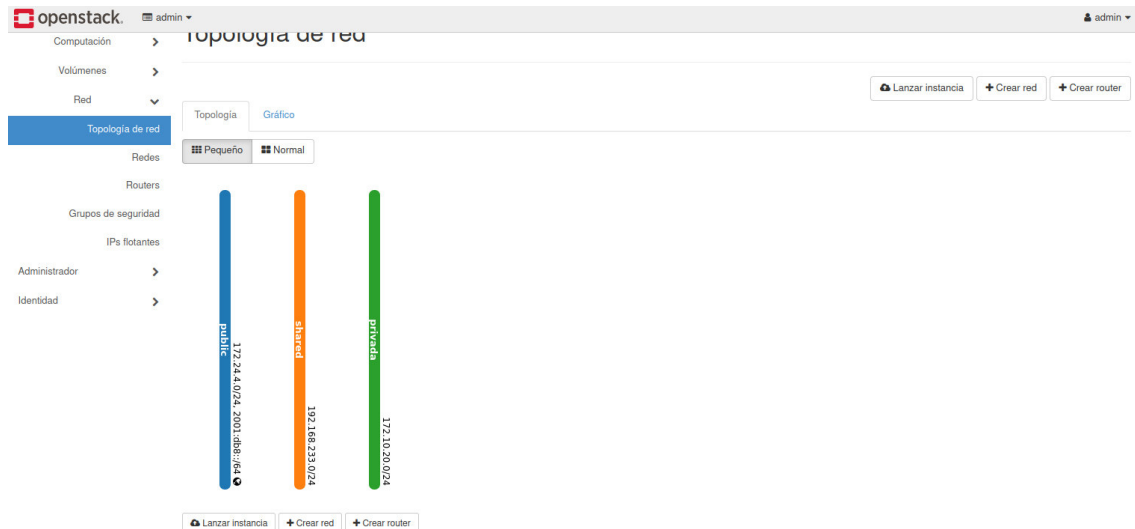 openstack. admin
admin
Topología de red
Computación
Volúmenes
Red
Topología de red
Redes
Routers
Grupos de seguridad
IPs flotantes
Administrador
Identidad
Lanzar instancia + Crear red + Crear router
Topología Gráfico
Pequeño Normal
public
172.24.4.0/24, 2001:db8::/64
shared
192.168.233.0/24
privada
172.10.20.0/24
Lanzar instancia + Crear red + Crear router